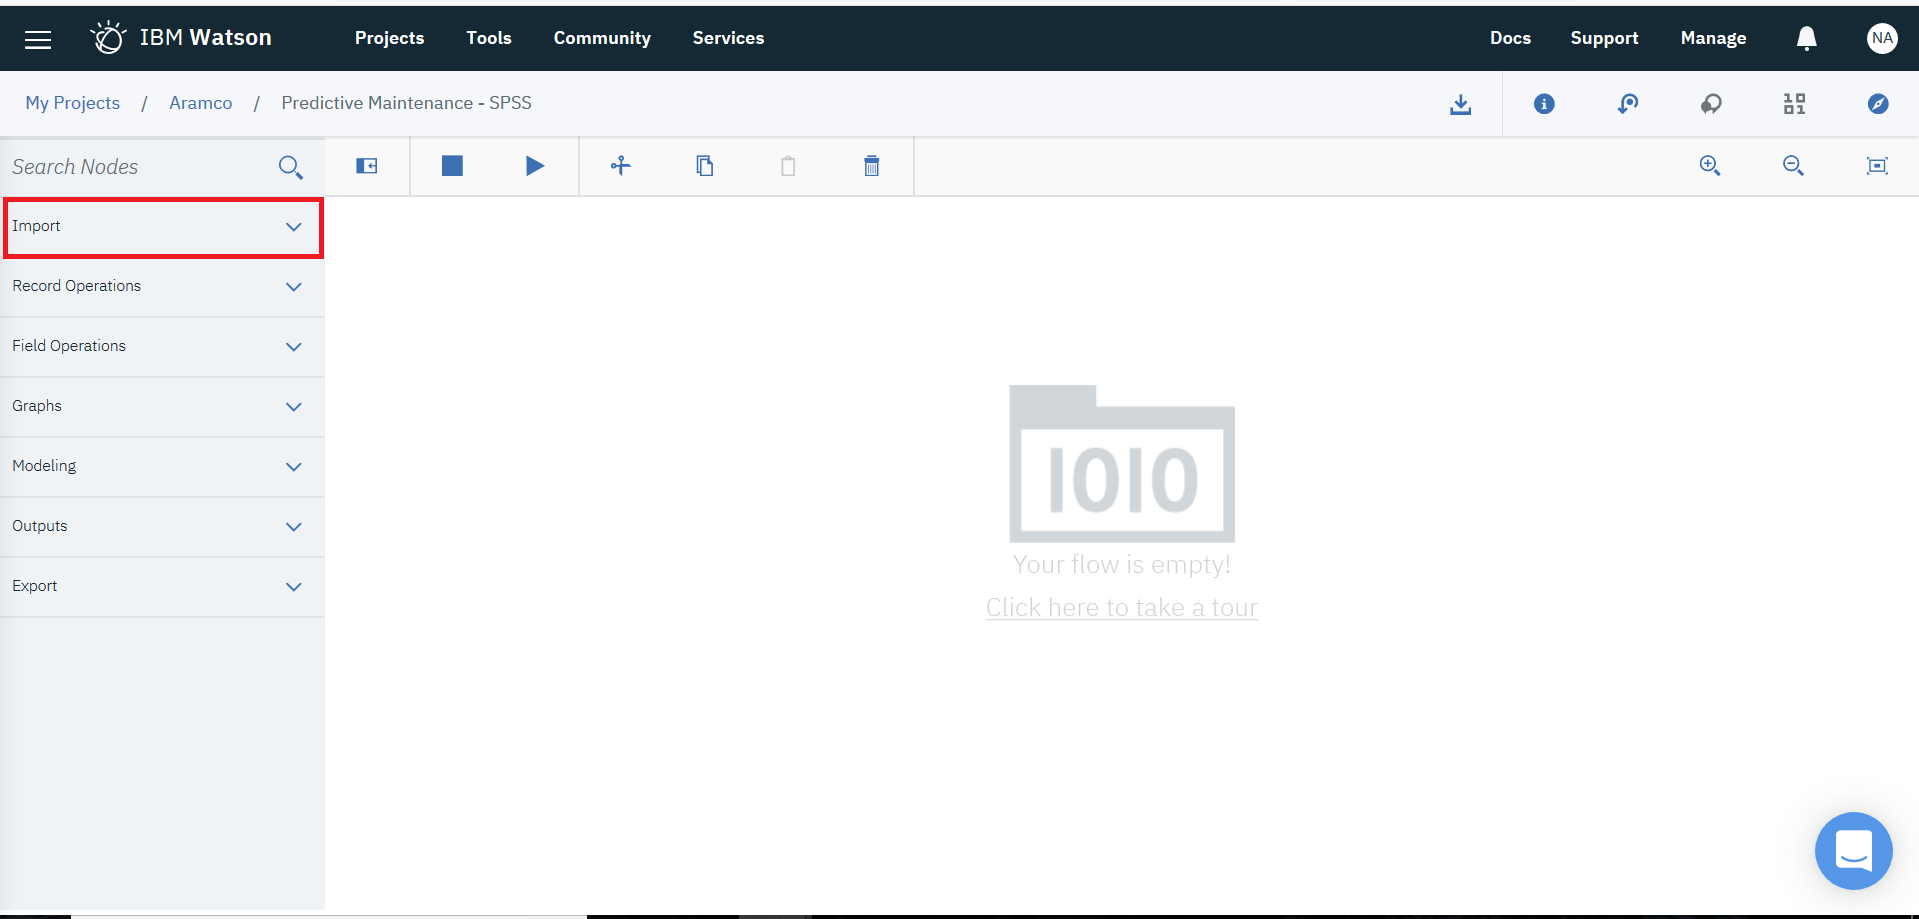 IBM Watson Projects Tools Community Services Docs Support Manage NA
My Projects / Aramco / Predictive Maintenance - SPSS
Search Nodes
Import
Record Operations
Field Operations
Graphs
Modeling
Outputs
Export
1010
Your flow is empty!
Click here to take a tour